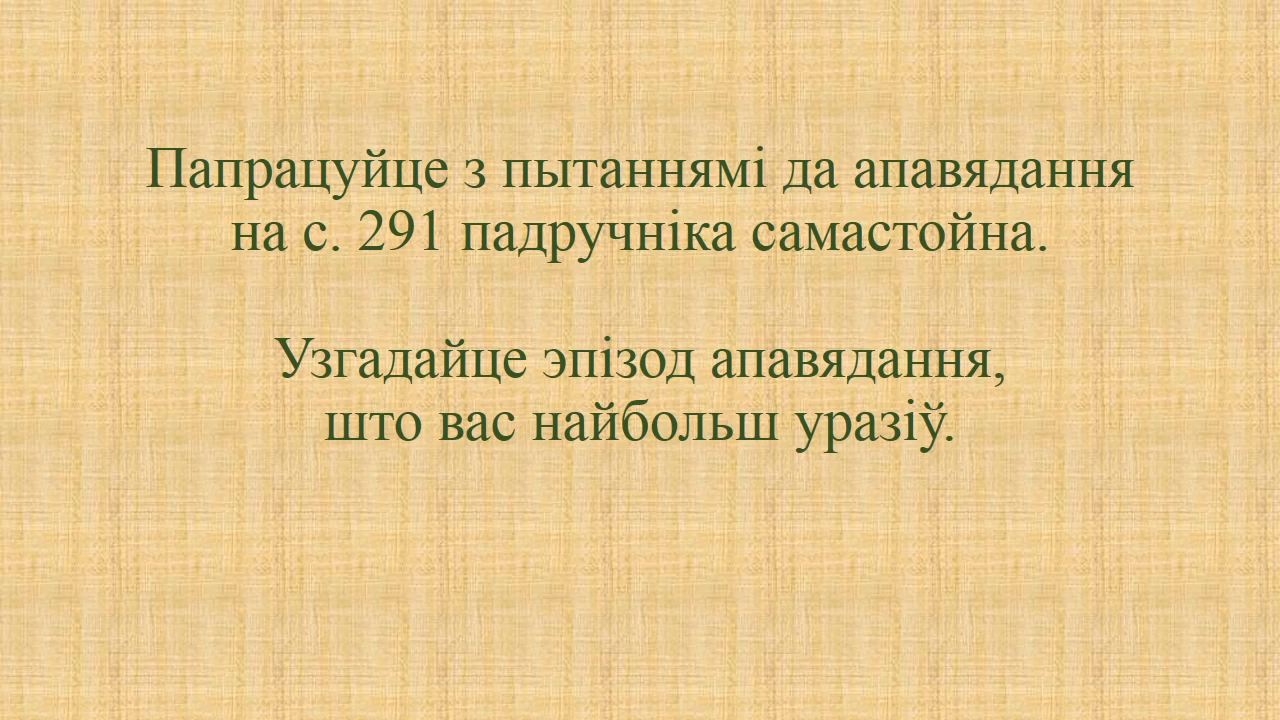 Папрацуйце з пытаннямі да апавядання
на с. 291 падручніка самастойна.
Узгадайце эпізод апавядання,
што вас найбольш уразіў.